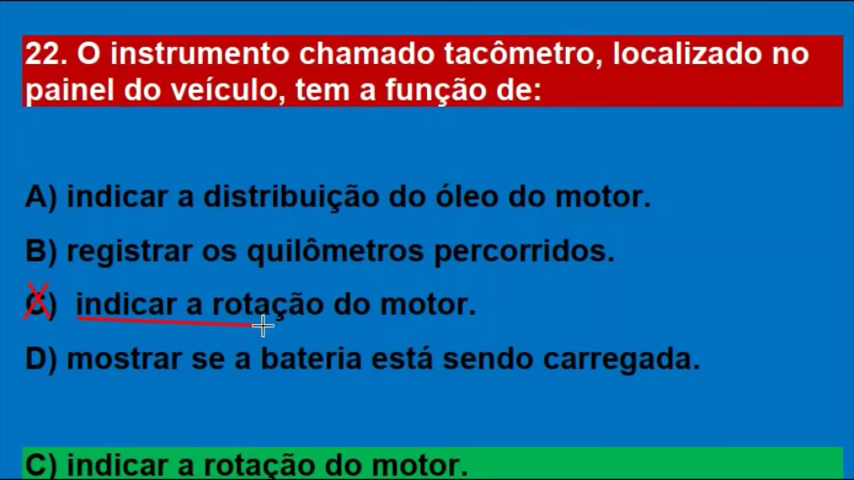 22. O instrumento chamado tacômetro, localizado no
painel do veículo, tem a função de:
A) indicar a distribuição do óleo do motor.
B) registrar os quilômetros percorridos.
C) indicar a rotação do motor.
D) mostrar se a bateria está sendo carregada.
C) indicar a rotação do motor.